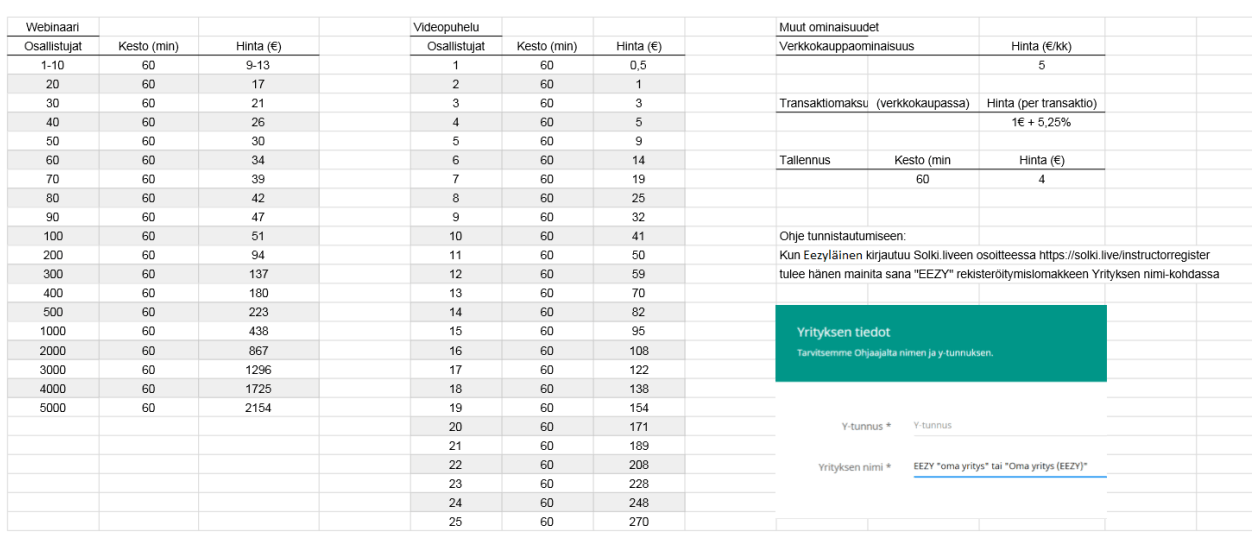 Webinaari
Osallistujat Kesto (min) Hinta (€)
1-10 60 9-13
20 60 17
30 60 21
40 60 26
50 60 30
60 60 34
70 60 39
80 60 42
90 60 47
100 60 51
200 60 94
300 60 137
400 60 180
500 60 223
1000 60 438
2000 60 867
3000 60 1296
4000 60 1725
5000 60 2154
Videopuhelu
Osallistujat Kesto (min) Hinta (€)
1 60 0,5
2 60 1
3 60 3
4 60 5
5 60 9
6 60 14
7 60 19
8 60 25
9 60 32
10 60 41
11 60 50
12 60 59
13 60 70
14 60 82
15 60 95
16 60 108
17 60 122
18 60 138
19 60 154
20 60 171
21 60 189
22 60 208
23 60 228
24 60 248
25 60 270
Muut ominaisuudet
Verkkokauppaominaisuus Hinta (€/kk)
5
Transaktiomaksu (verkkokaupassa) Hinta (per transaktio)
1€ + 5,25%
Tallennus Kesto (min Hinta (€)
60 4
Ohje tunnistautumiseen:
Kun Eezyläinen kirjautuu Solki.liveen osoitteessa https://solki.live/instructorregister
tulee hänen mainita sana "EEZY" rekisteröitymislomakkeen Yrityksen nimi-kohdassa
Yrityksen tiedot
Tarvitsemme Ohjaajalta nimen ja y-tunnuksen.
Y-tunnus * Y-tunnus
Yrityksen nimi * EEZY "oma yritys" tai "Oma yritys (EEZY)"